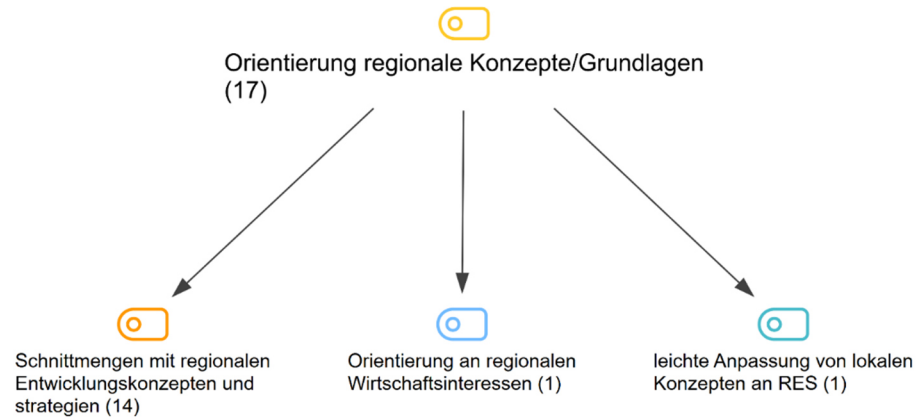 Orientierung regionale Konzepte/Grundlagen
(17)
Schnittmengen mit regionalen
Entwicklungskonzepten und
strategien (14)
Orientierung an regionalen
Wirtschaftsinteressen (1)
leichte Anpassung von lokalen
Konzepten an RES (1)